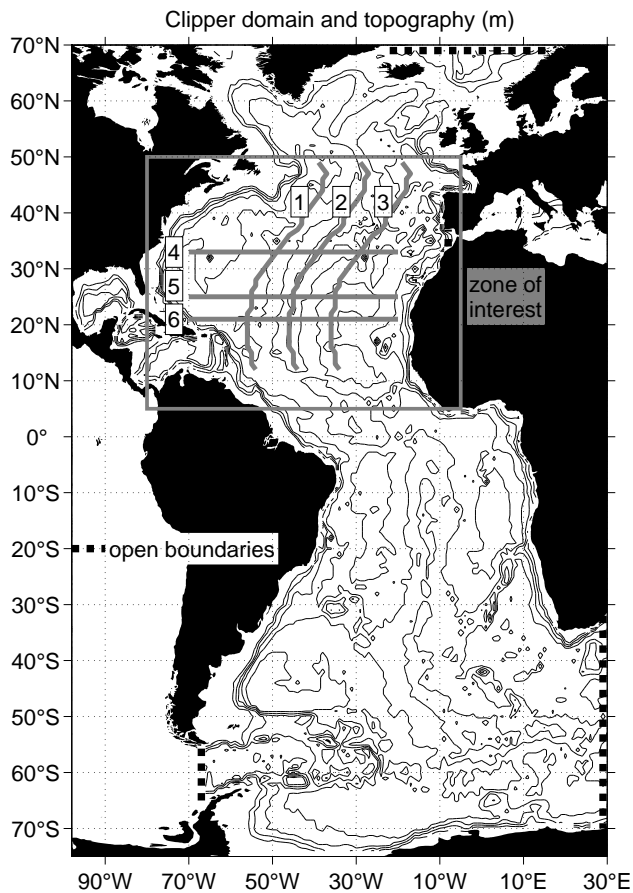 Clipper domain and topography (m)
70°N
60°N
50°N
40°N
1 2 3
4
30°N
5
zone of
interest
20°N
6
10°N
0°
10°S
20°S
open boundaries
30°S
40°S
50°S
60°S
70°S
90°W 70°W 50°W 30°W 10°W 10°E 30E